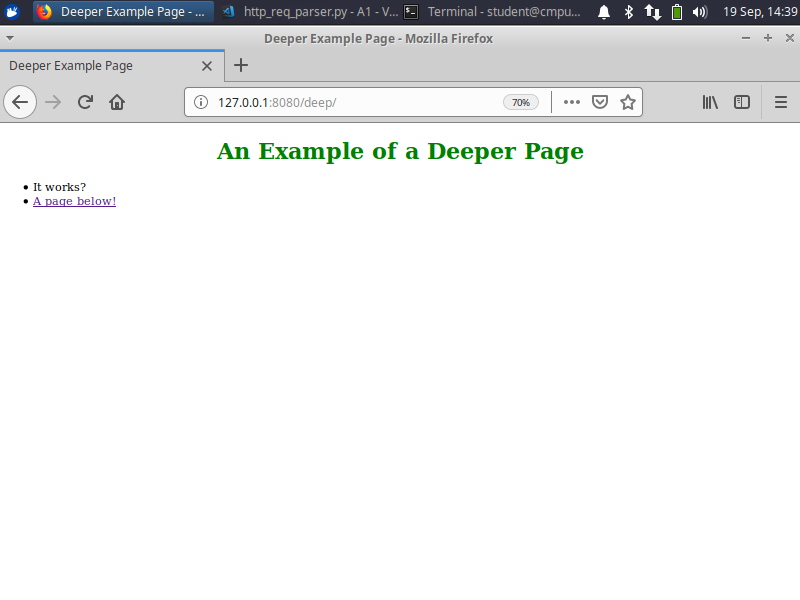 Deeper Example Page - ...
http_req_parser.py - A1 - V...
Terminal - student@cmpu...
19 Sep, 14:39
Deeper Example Page - Mozilla Firefox
Deeper Example Page
127.0.0.1:8080/deep/
70%
An Example of a Deeper Page
• It works?
• A page below!